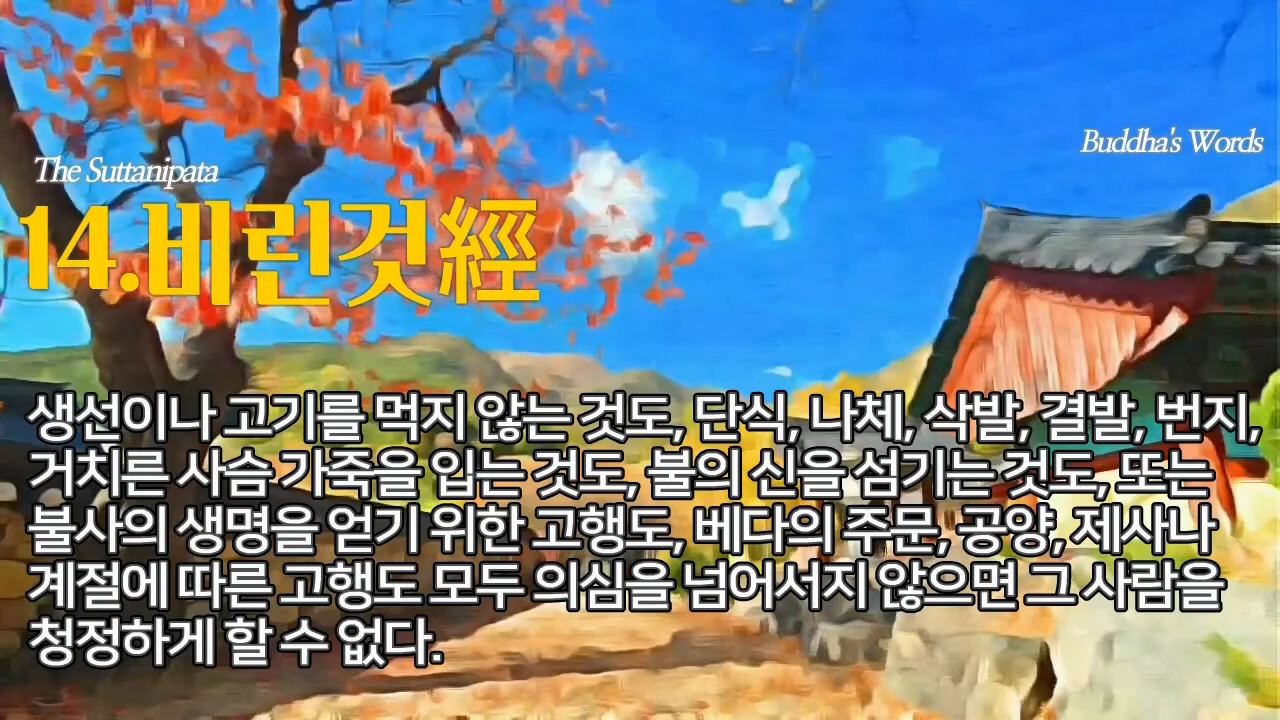 Buddha's Words
The Suttanipata
14.비린것經
생선이나 고기를 먹지 않는 것도, 단식, 나체, 삭발, 결발, 번지,
거치른 사슴 가죽을 입는 것도, 불의 신을 섬기는 것도, 또는
불사의 생명을 얻기 위한 고행도, 베다의 주문, 공양, 제사나
계절에 따른 고행도 모두 의심을 넘어서지 않으면 그 사람을
청정하게 할 수 없다.